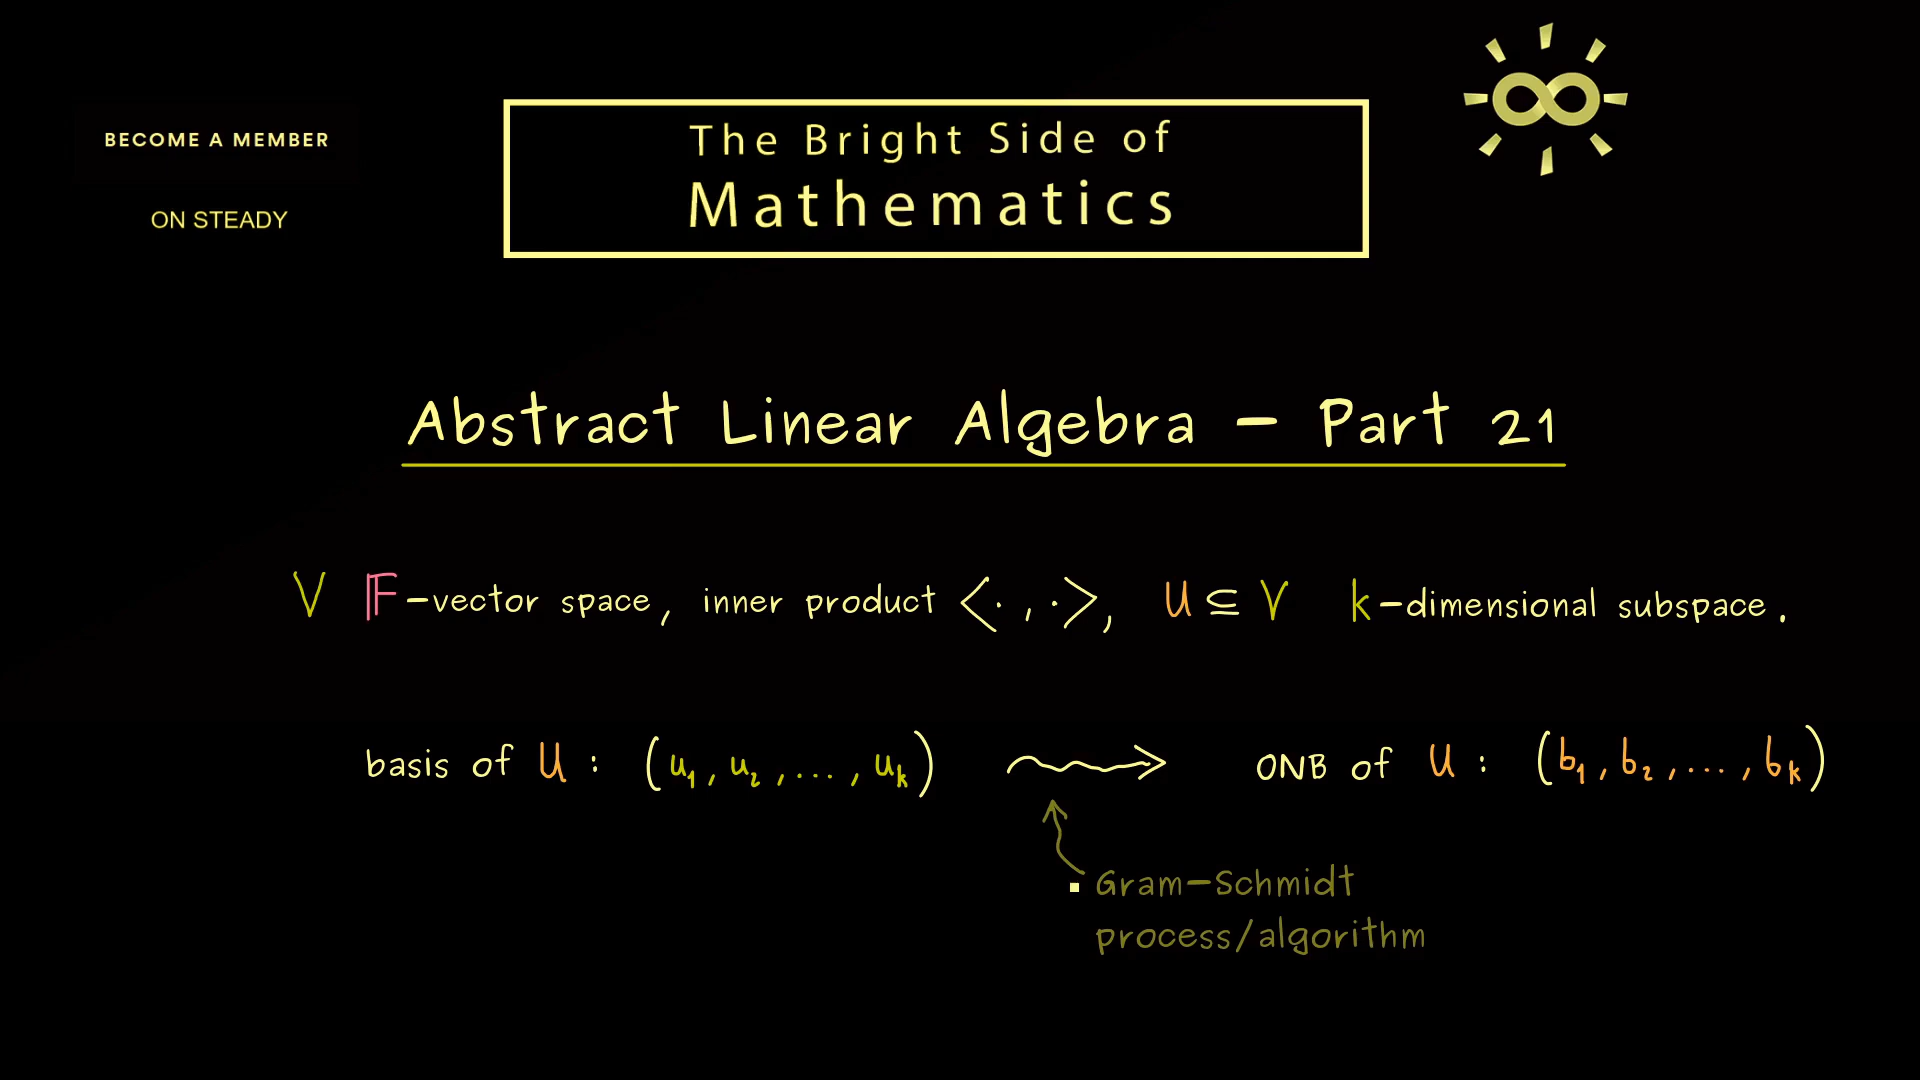 BECOME A MEMBER
ON STEADY
The Bright Side of
Mathematics
Abstract Linear Algebra – Part 21
V 𝔽-vector space, inner product <·,·>, U ⊆ V k-dimensional subspace.
basis of U : (u₁, u₂, ..., uₖ) ⇝ ONB of U : (b₁, b₂, ..., bₖ)
▪ Gram-Schmidt
process/algorithm